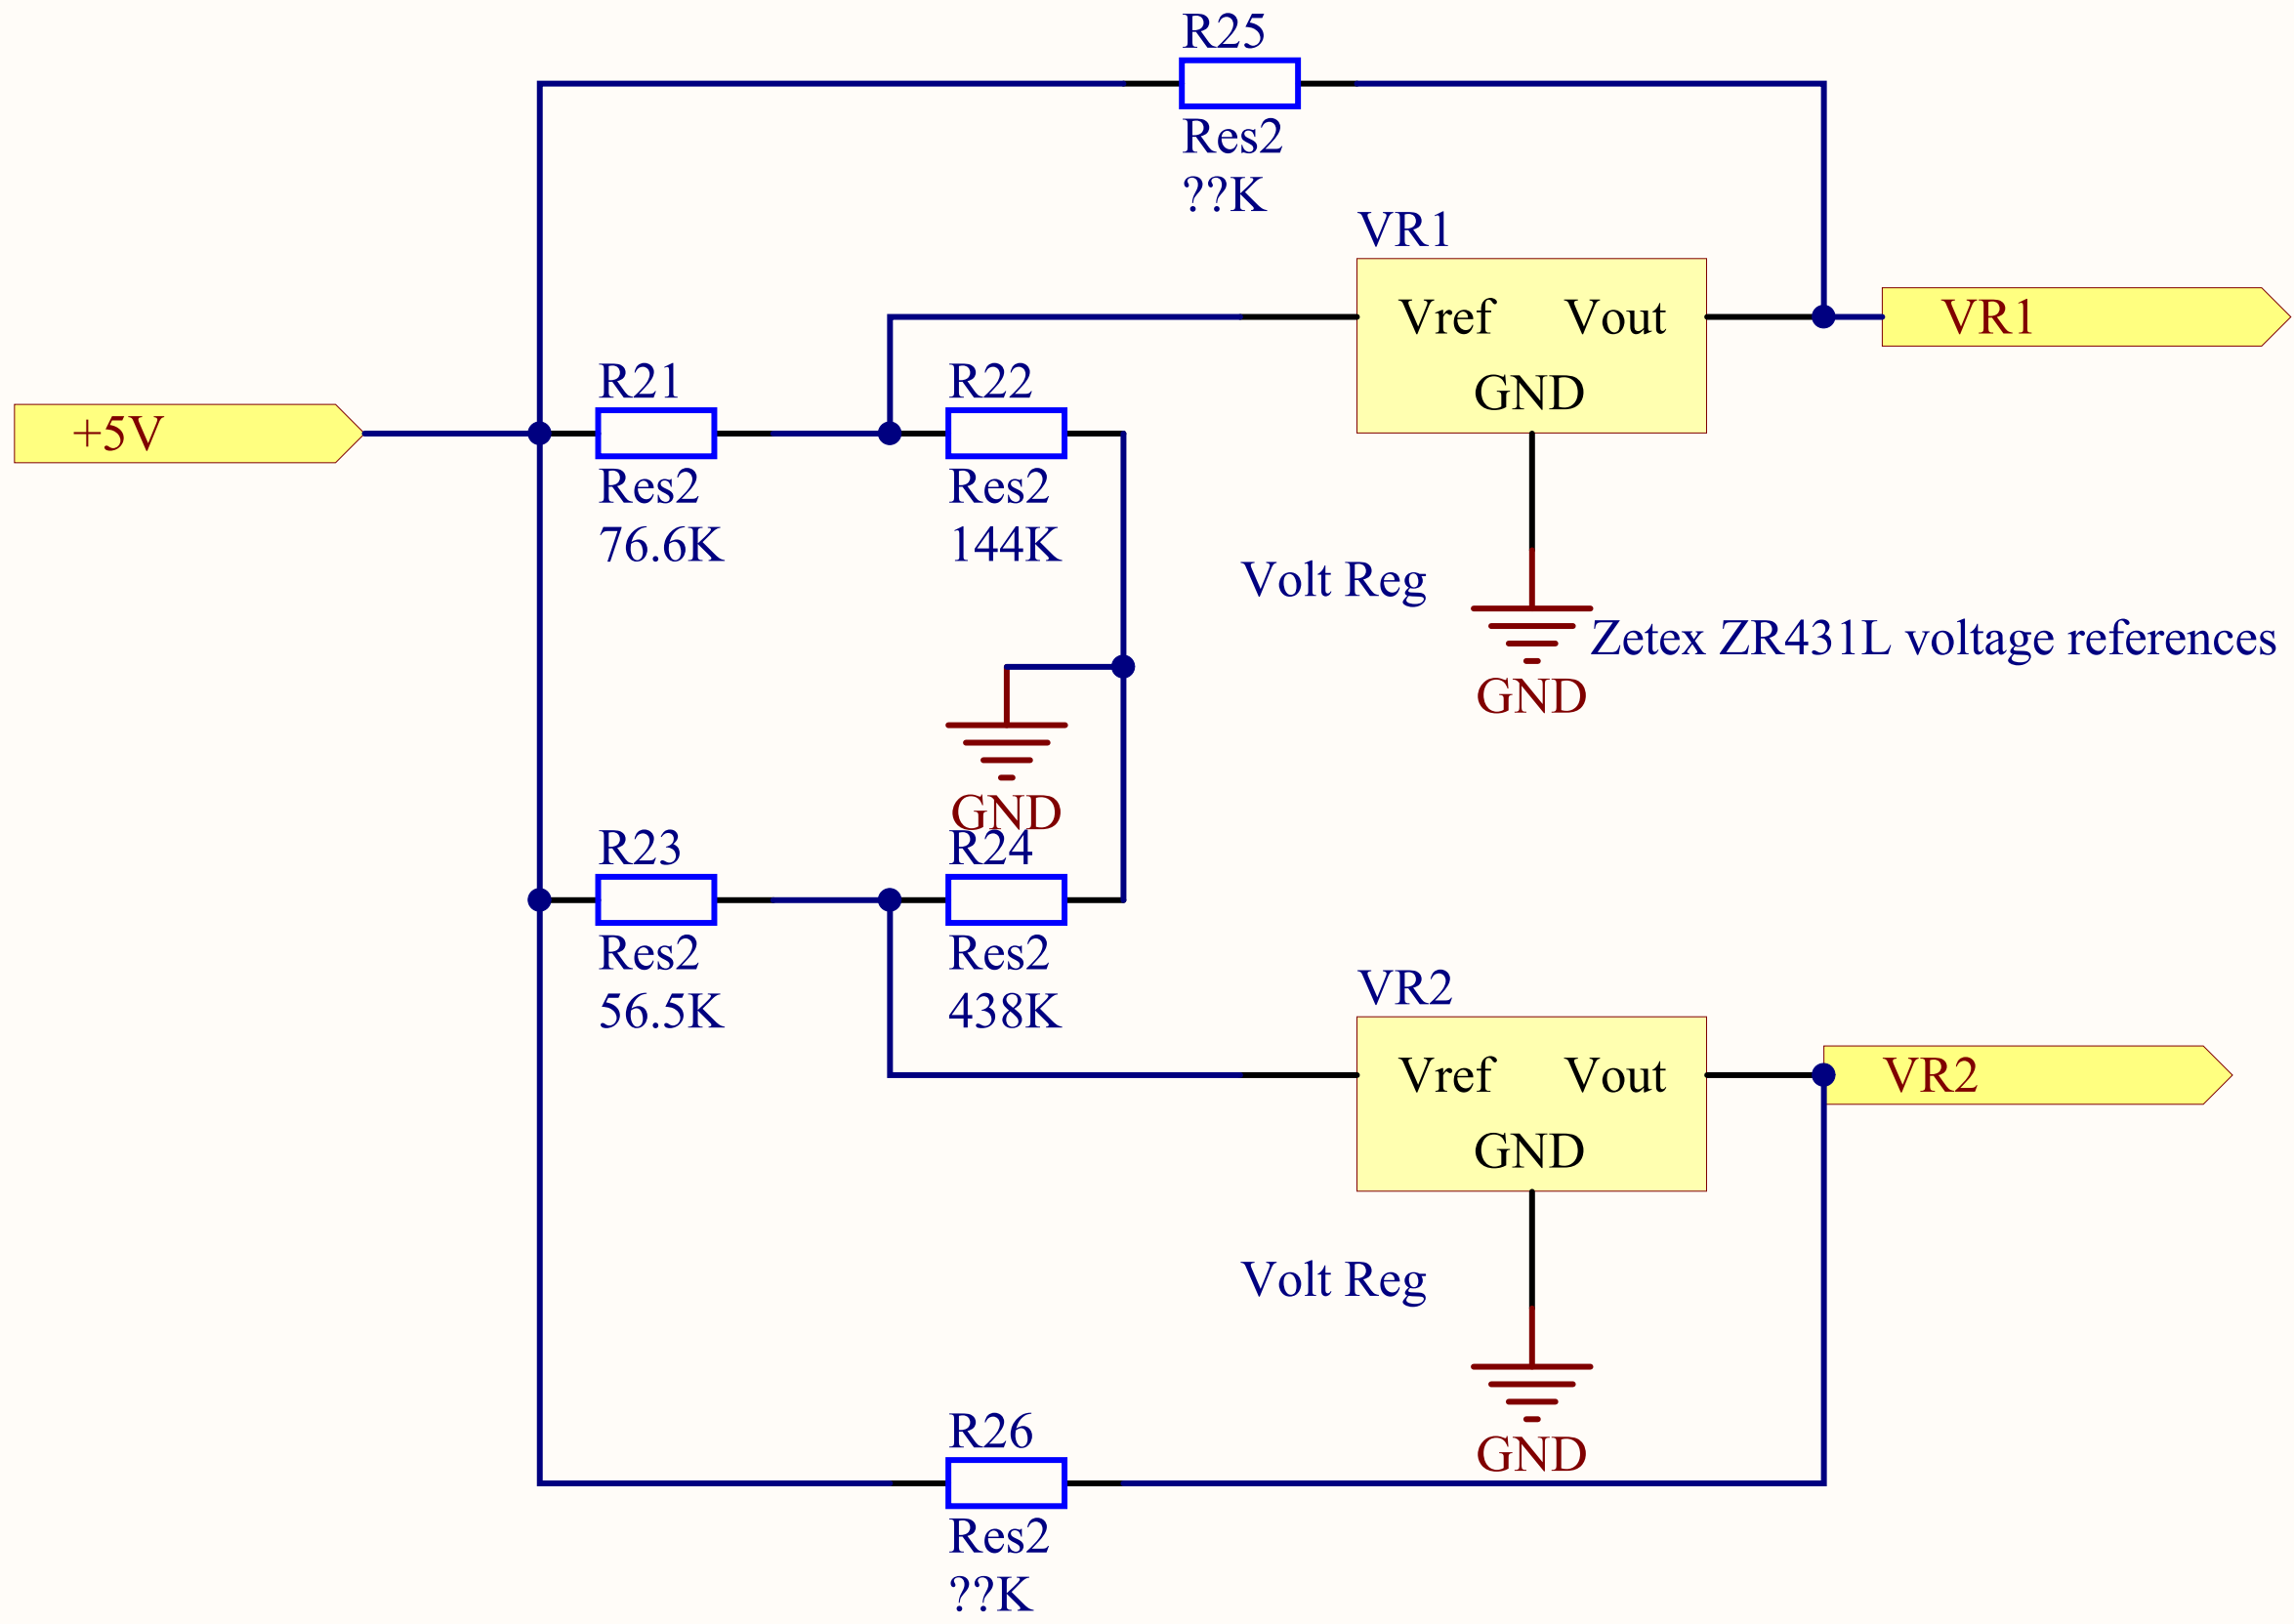 R25
Res2
??K
VR1
Vref Vout
GND
VR1
+5V
R21
Res2
76.6K
R22
Res2
144K
Volt Reg
Zetex ZR431L voltage references
GND
GND
R23
Res2
56.5K
R24
Res2
438K
VR2
Vref Vout
GND
VR2
Volt Reg
GND
R26
Res2
??K